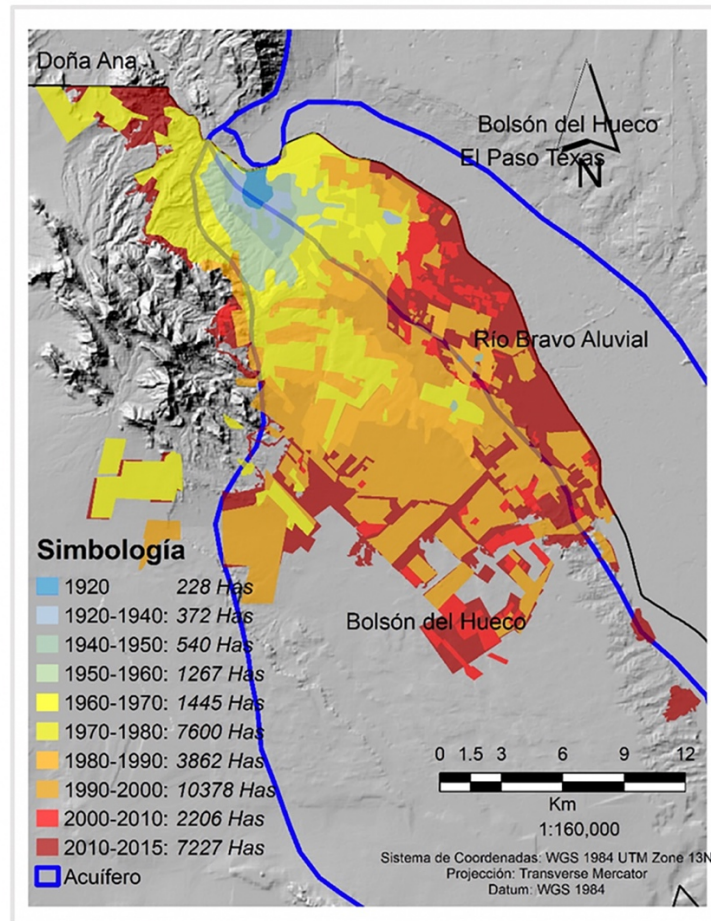 Doña Ana
Bolsón del Hueco
El Paso Texas
N
Río Bravo Aluvial
Simbología
1920 228 Has
1920-1940: 372 Has
1940-1950: 540 Has
1950-1960: 1267 Has
1960-1970: 1445 Has
1970-1980: 7600 Has
1980-1990: 3862 Has
1990-2000: 10378 Has
2000-2010: 2206 Has
2010-2015: 7227 Has
Acuífero
Bolsón del Hueco
0 1.5 3 6 9 12
Km
1:160,000
Sistema de Coordenadas: WGS 1984 UTM Zone 13N
Projección: Transverse Mercator
Datum: WGS 1984